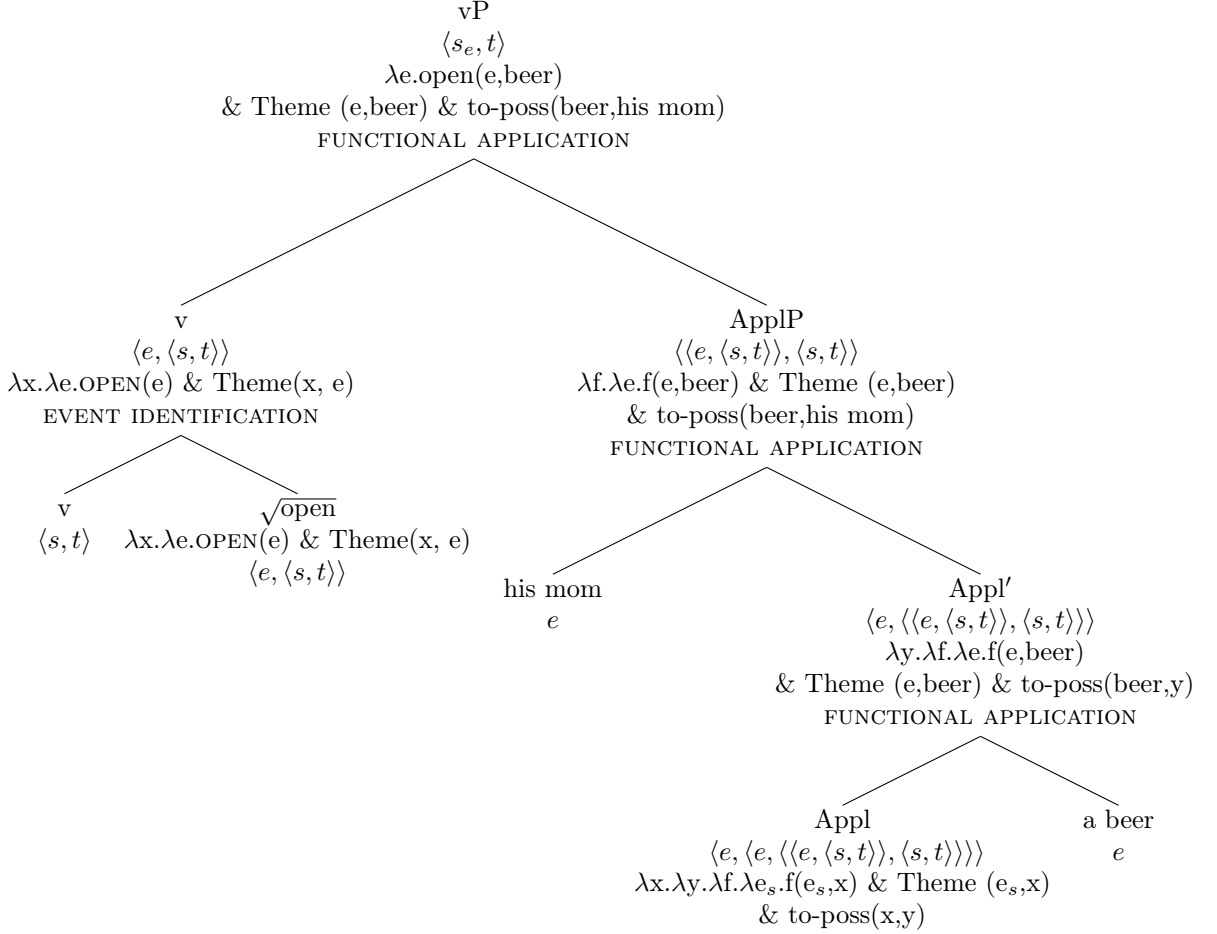 vP
⟨s_e, t⟩
λe.open(e,beer)
& Theme (e,beer) & to-poss(beer,his mom)
FUNCTIONAL APPLICATION
v
⟨e, ⟨s, t⟩⟩
λx.λe.OPEN(e) & Theme(x, e)
EVENT IDENTIFICATION
ApplP
⟨⟨e, ⟨s, t⟩⟩, ⟨s, t⟩⟩
λf.λe.f(e,beer) & Theme (e,beer)
& to-poss(beer,his mom)
FUNCTIONAL APPLICATION
v
⟨s, t⟩
√open
λx.λe.OPEN(e) & Theme(x, e)
⟨e, ⟨s, t⟩⟩
his mom
e
Appl′
⟨e, ⟨⟨e, ⟨s, t⟩⟩, ⟨s, t⟩⟩⟩
λy.λf.λe.f(e,beer)
& Theme (e,beer) & to-poss(beer,y)
FUNCTIONAL APPLICATION
Appl
⟨e, ⟨e, ⟨⟨e, ⟨s, t⟩⟩, ⟨s, t⟩⟩⟩⟩
λx.λy.λf.λe_s.f(e_s,x) & Theme (e_s,x)
& to-poss(x,y)
a beer
e